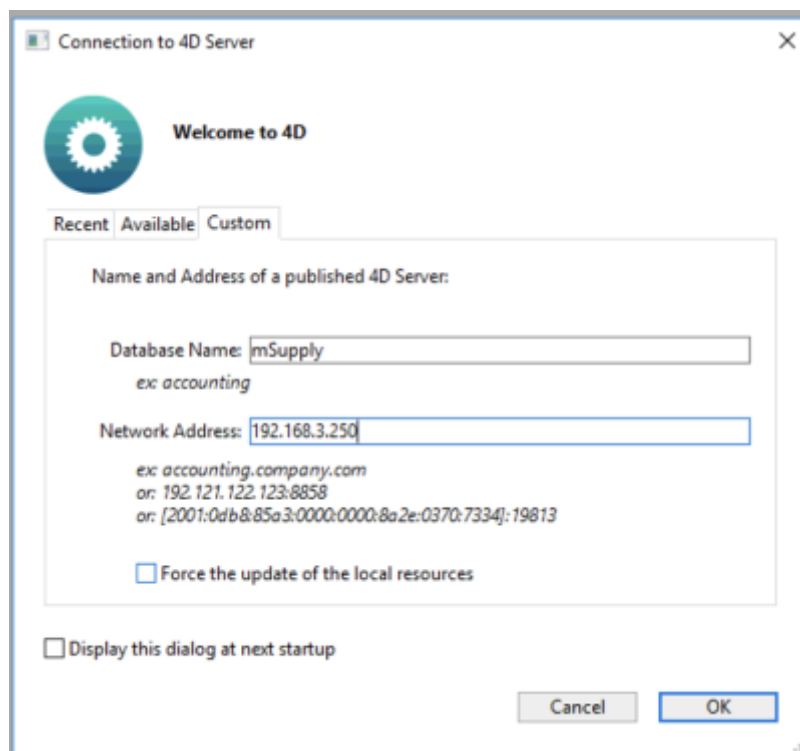 Connection to 4D Server
Welcome to 4D
Recent Available Custom
Name and Address of a published 4D Server:
Database Name: mSupply
ex: accounting
Network Address: 192.168.3.250
ex: accounting.company.com
or: 192.121.122.123:8858
or: [2001:0db8:85a3:0000:0000:8a2e:0370:7334]:19813
Force the update of the local resources
Display this dialog at next startup
Cancel OK